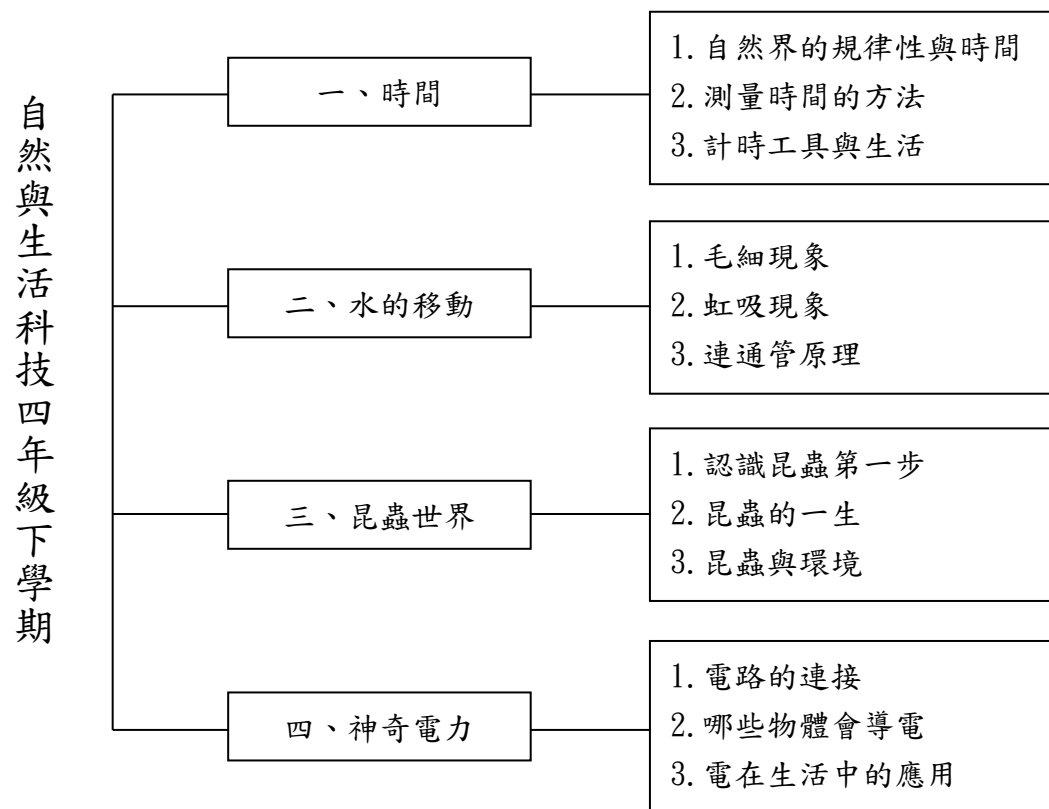 自然與生活科技四年級下學期
一、時間
1.自然界的規律性與時間
2.測量時間的方法
3.計時工具與生活
二、水的移動
1.毛細現象
2.虹吸現象
3.連通管原理
三、昆蟲世界
1.認識昆蟲第一步
2.昆蟲的一生
3.昆蟲與環境
四、神奇電力
1.電路的連接
2.哪些物體會導電
3.電在生活中的應用